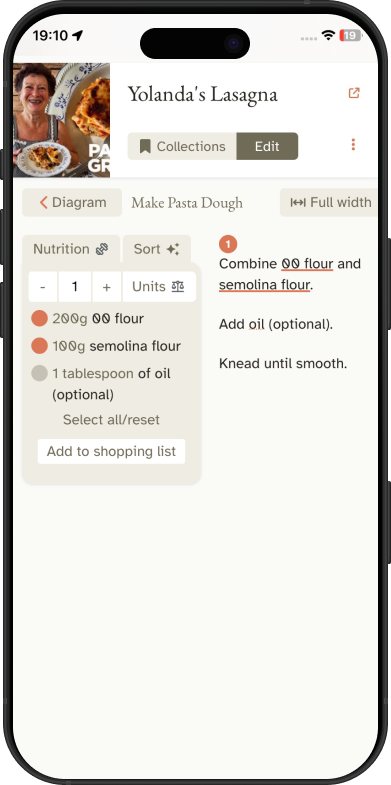 19:10
19
PA
GR
Yolanda's Lasagna
Collections
Edit
Diagram
Make Pasta Dough
Full width
Nutrition
Sort
- 1 + Units
200g 00 flour
100g semolina flour
1 tablespoon of oil
(optional)
Select all/reset
Add to shopping list
1
Combine 00 flour and
semolina flour.
Add oil (optional).
Knead until smooth.